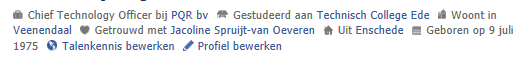 Chief Technology Officer bij PQR bv Gestudeerd aan Technisch College Ede Woont in
Veenendaal Getrouwd met Jacoline Spruijt-van Oeveren Uit Enschede Geboren op 9 juli
1975 Talenkennis bewerken Profiel bewerken